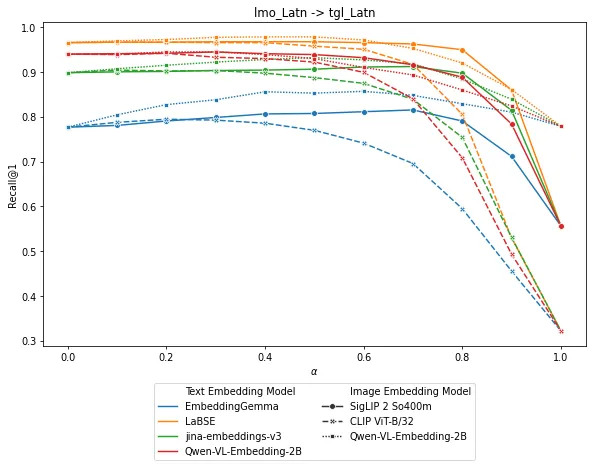 lmo_Latn -> tgl_Latn
Recall@1
1.0
0.9
0.8
0.7
0.6
0.5
0.4
0.3
0.0 0.2 0.4 0.6 0.8 1.0
α
Text Embedding Model Image Embedding Model
EmbeddingGemma SigLIP 2 So400m
LaBSE CLIP ViT-B/32
jina-embeddings-v3 Qwen-VL-Embedding-2B
Qwen-VL-Embedding-2B